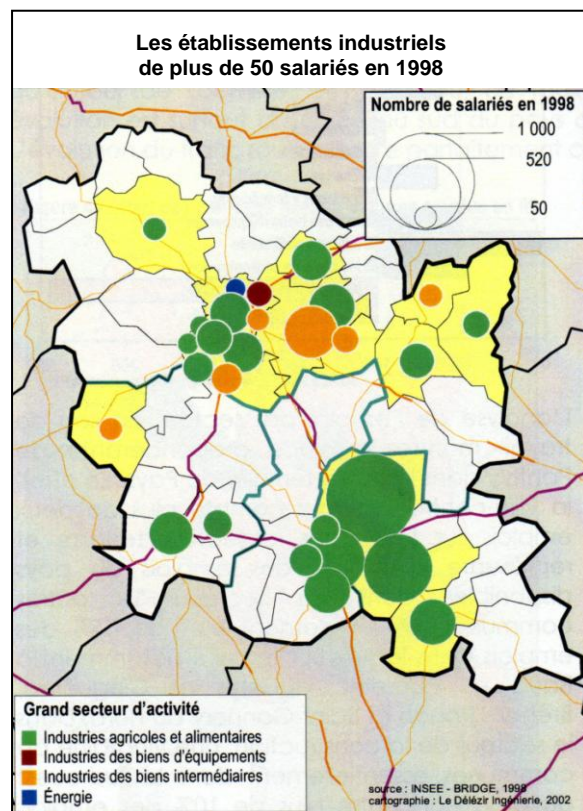 Les établissements industriels
de plus de 50 salariés en 1998
Nombre de salariés en 1998
1 000
520
50
Grand secteur d'activité
Industries agricoles et alimentaires
Industries des biens d'équipements
Industries des biens intermédiaires
Énergie
source : INSEE - BRIDGE, 1998
cartographie : Le Délézir Ingénierie, 2002